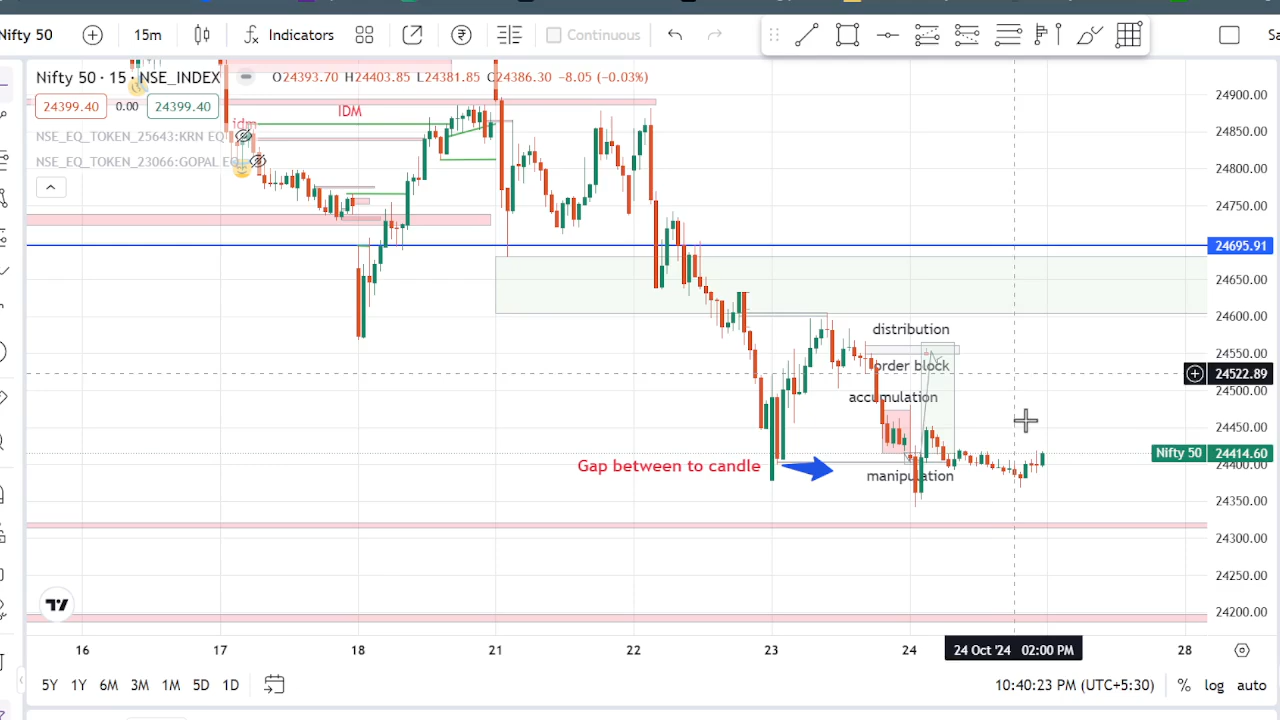 Nifty 50
15m
Indicators
Continuous
Sa
Nifty 50 · 15 · NSE_INDEX
O24393.70 H24403.85 L24381.85 C24386.30 -8.05 (-0.03%)
24399.40 0.00 24399.40
NSE_EQ_TOKEN_25643:KRN EQ
NSE_EQ_TOKEN_23066:GOPAL EQ
idm
IDM
distribution
order block
accumulation
Gap between to candle
manipulation
24900.00
24850.00
24800.00
24750.00
24695.91
24650.00
24600.00
24550.00
24522.89
24500.00
24450.00
Nifty 50 24414.60
24400.00
24350.00
24300.00
24250.00
24200.00
16 17 18 21 22 23 24 24 Oct '24 02:00 PM 28
5Y 1Y 6M 3M 1M 5D 1D
10:40:23 PM (UTC+5:30) % log auto